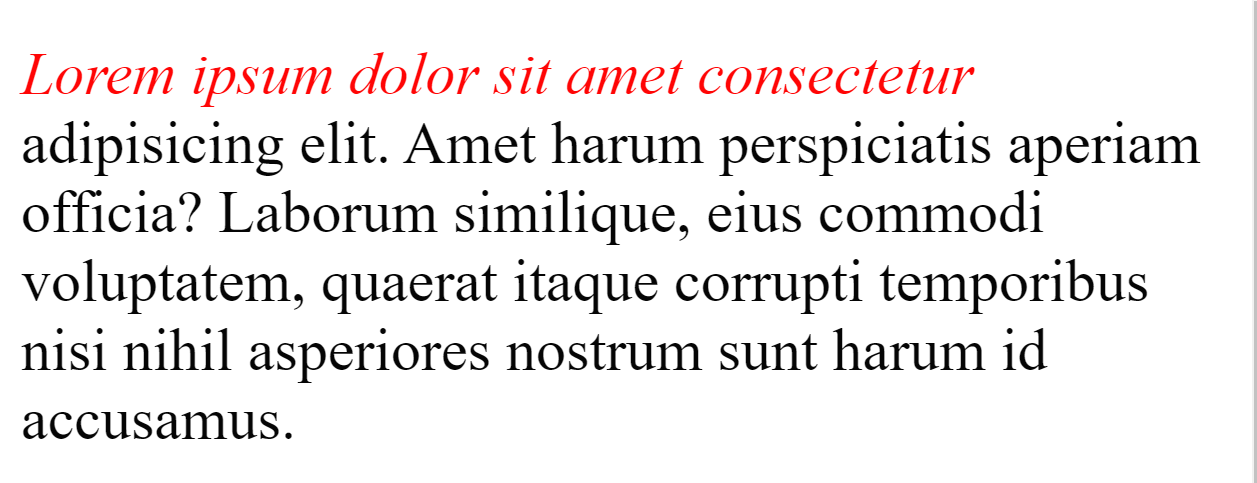 Lorem ipsum dolor sit amet consectetur
adipisicing elit. Amet harum perspiciatis aperiam
officia? Laborum similique, eius commodi
voluptatem, quaerat itaque corrupti temporibus
nisi nihil asperiores nostrum sunt harum id
accusamus.